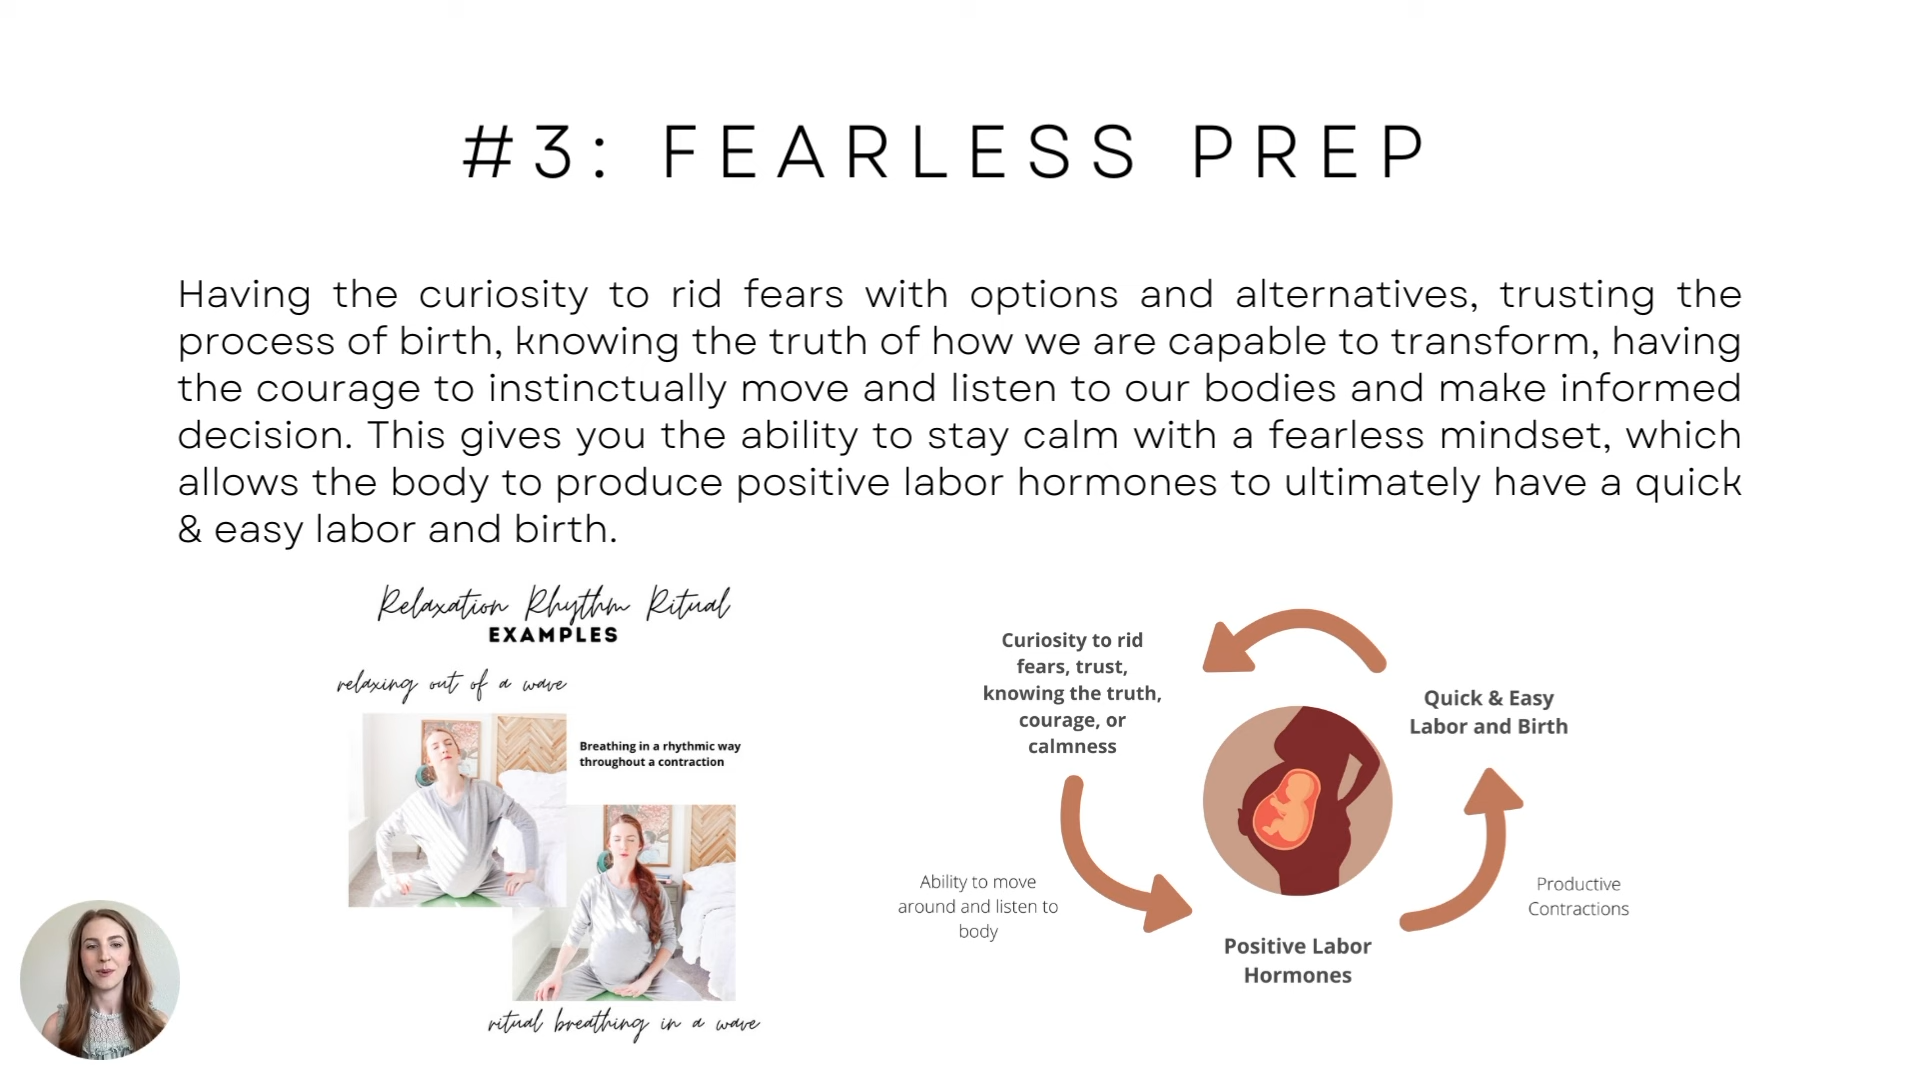 #3: FEARLESS PREP
Having the curiosity to rid fears with options and alternatives, trusting the
process of birth, knowing the truth of how we are capable to transform, having
the courage to instinctually move and listen to our bodies and make informed
decision. This gives you the ability to stay calm with a fearless mindset, which
allows the body to produce positive labor hormones to ultimately have a quick
& easy labor and birth.
Relaxation Rhythm Ritual
EXAMPLES
relaxing out of a wave
Breathing in a rhythmic way
throughout a contraction
ritual breathing in a wave
Curiosity to rid
fears, trust,
knowing the truth,
courage, or
calmness
Ability to move
around and listen to
body
Positive Labor
Hormones
Productive
Contractions
Quick & Easy
Labor and Birth